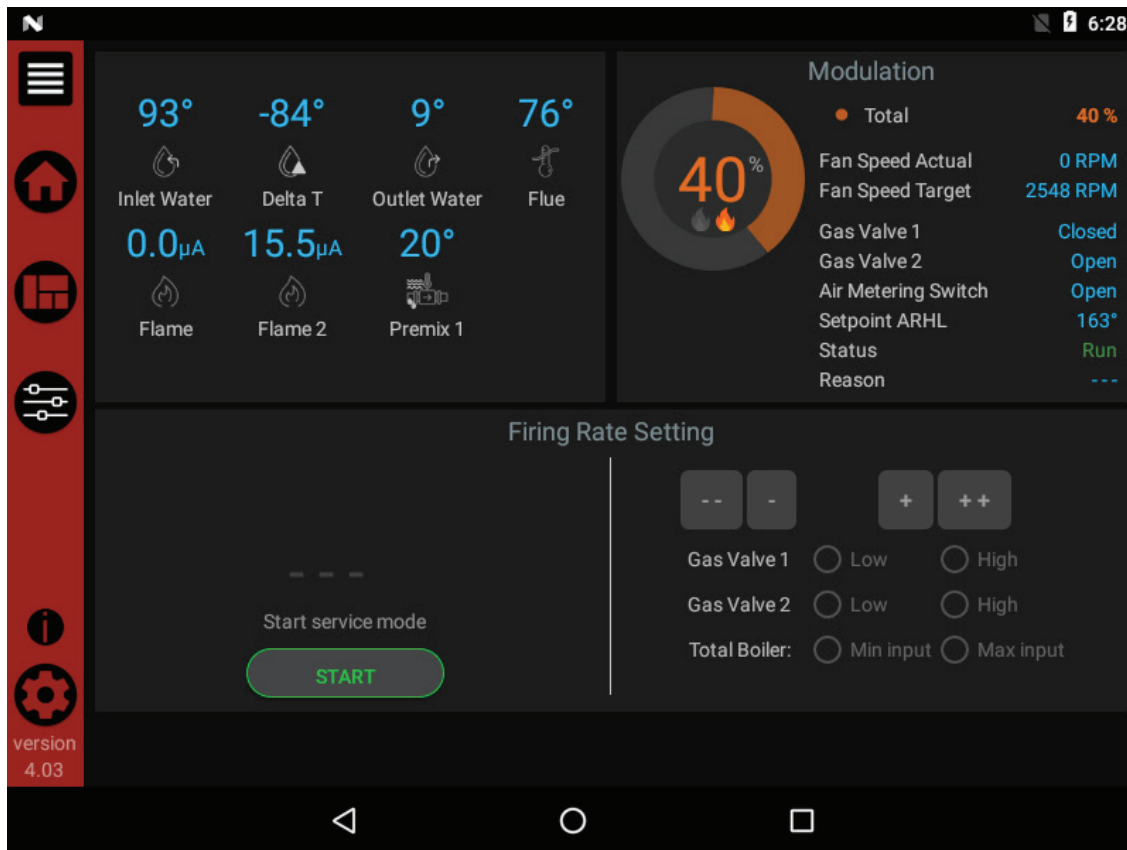 6:28
93° -84° 9° 76°
Inlet Water Delta T Outlet Water Flue
0.0µA 15.5µA 20°
Flame Flame 2 Premix 1
Modulation
40 %
Total 40 %
Fan Speed Actual 0 RPM
Fan Speed Target 2548 RPM
Gas Valve 1 Closed
Gas Valve 2 Open
Air Metering Switch Open
Setpoint ARHL 163°
Status Run
Reason ---
Firing Rate Setting
-- - + ++
Gas Valve 1 Low High
Gas Valve 2 Low High
Total Boiler: Min input Max input
---
Start service mode
START
version
4.03